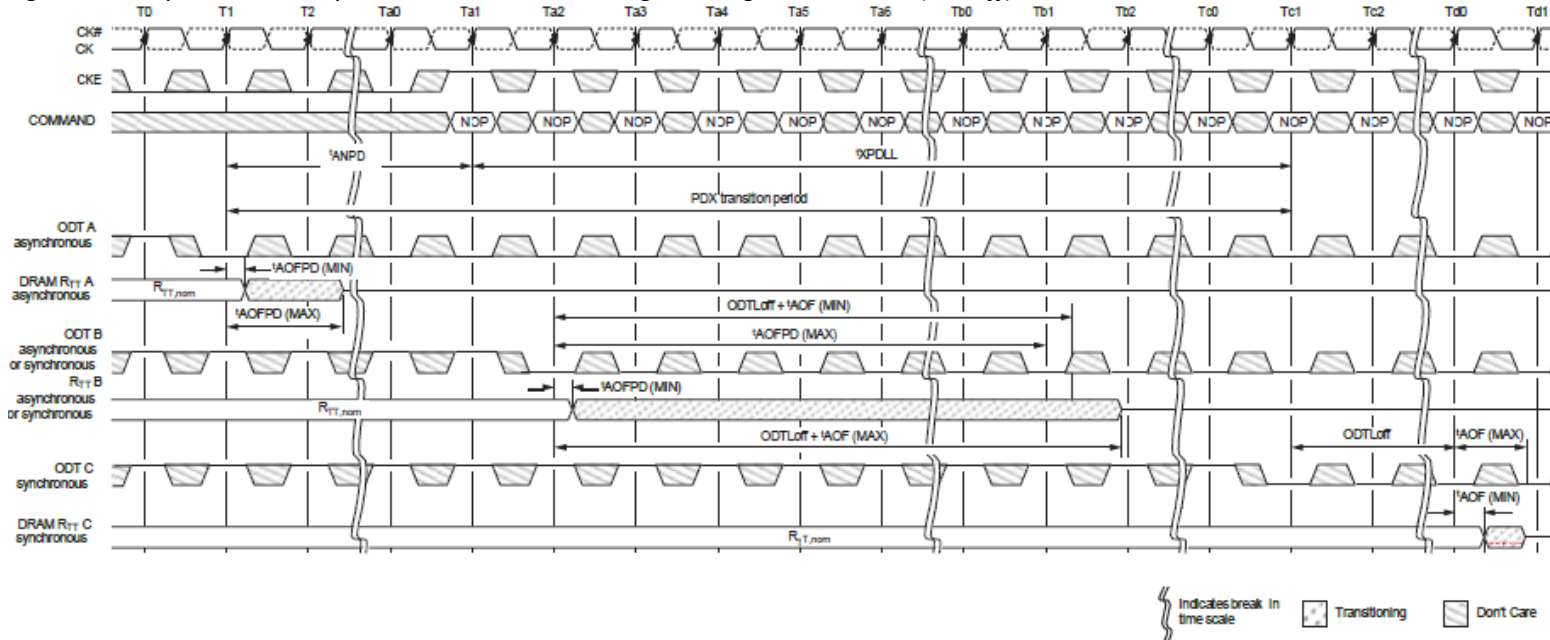 T0 T1 T2 Ta0 Ta1 Ta2 Ta3 Ta4 Ta5 Ta6 Tb0 Tb1 Tb2 Tc0 Tc1 Tc2 Td0 Td1
CK#
CK
CKE
COMMAND NOP NOP NOP NOP NOP NOP NOP NOP NOP NOP NOP NOP NOP NOP
tANPD tXPDLL
PDX transition period
ODT A
asynchronous
tAOFPD (MIN)
DRAM RTT A
asynchronous
RTT,nom
ODTLoff + tAOF (MIN)
tAOFPD (MAX)
tAOFPD (MAX)
ODT B
asynchronous
or synchronous
RTT B
asynchronous
or synchronous
tAOFPD (MIN)
RTT,nom
ODTLoff + tAOF (MAX)
ODTLoff tAOF (MAX)
ODT C
synchronous
tAOF (MIN)
DRAM RTT C
synchronous
RTT,nom
Indicates break in
time scale
Transitioning
Don't Care